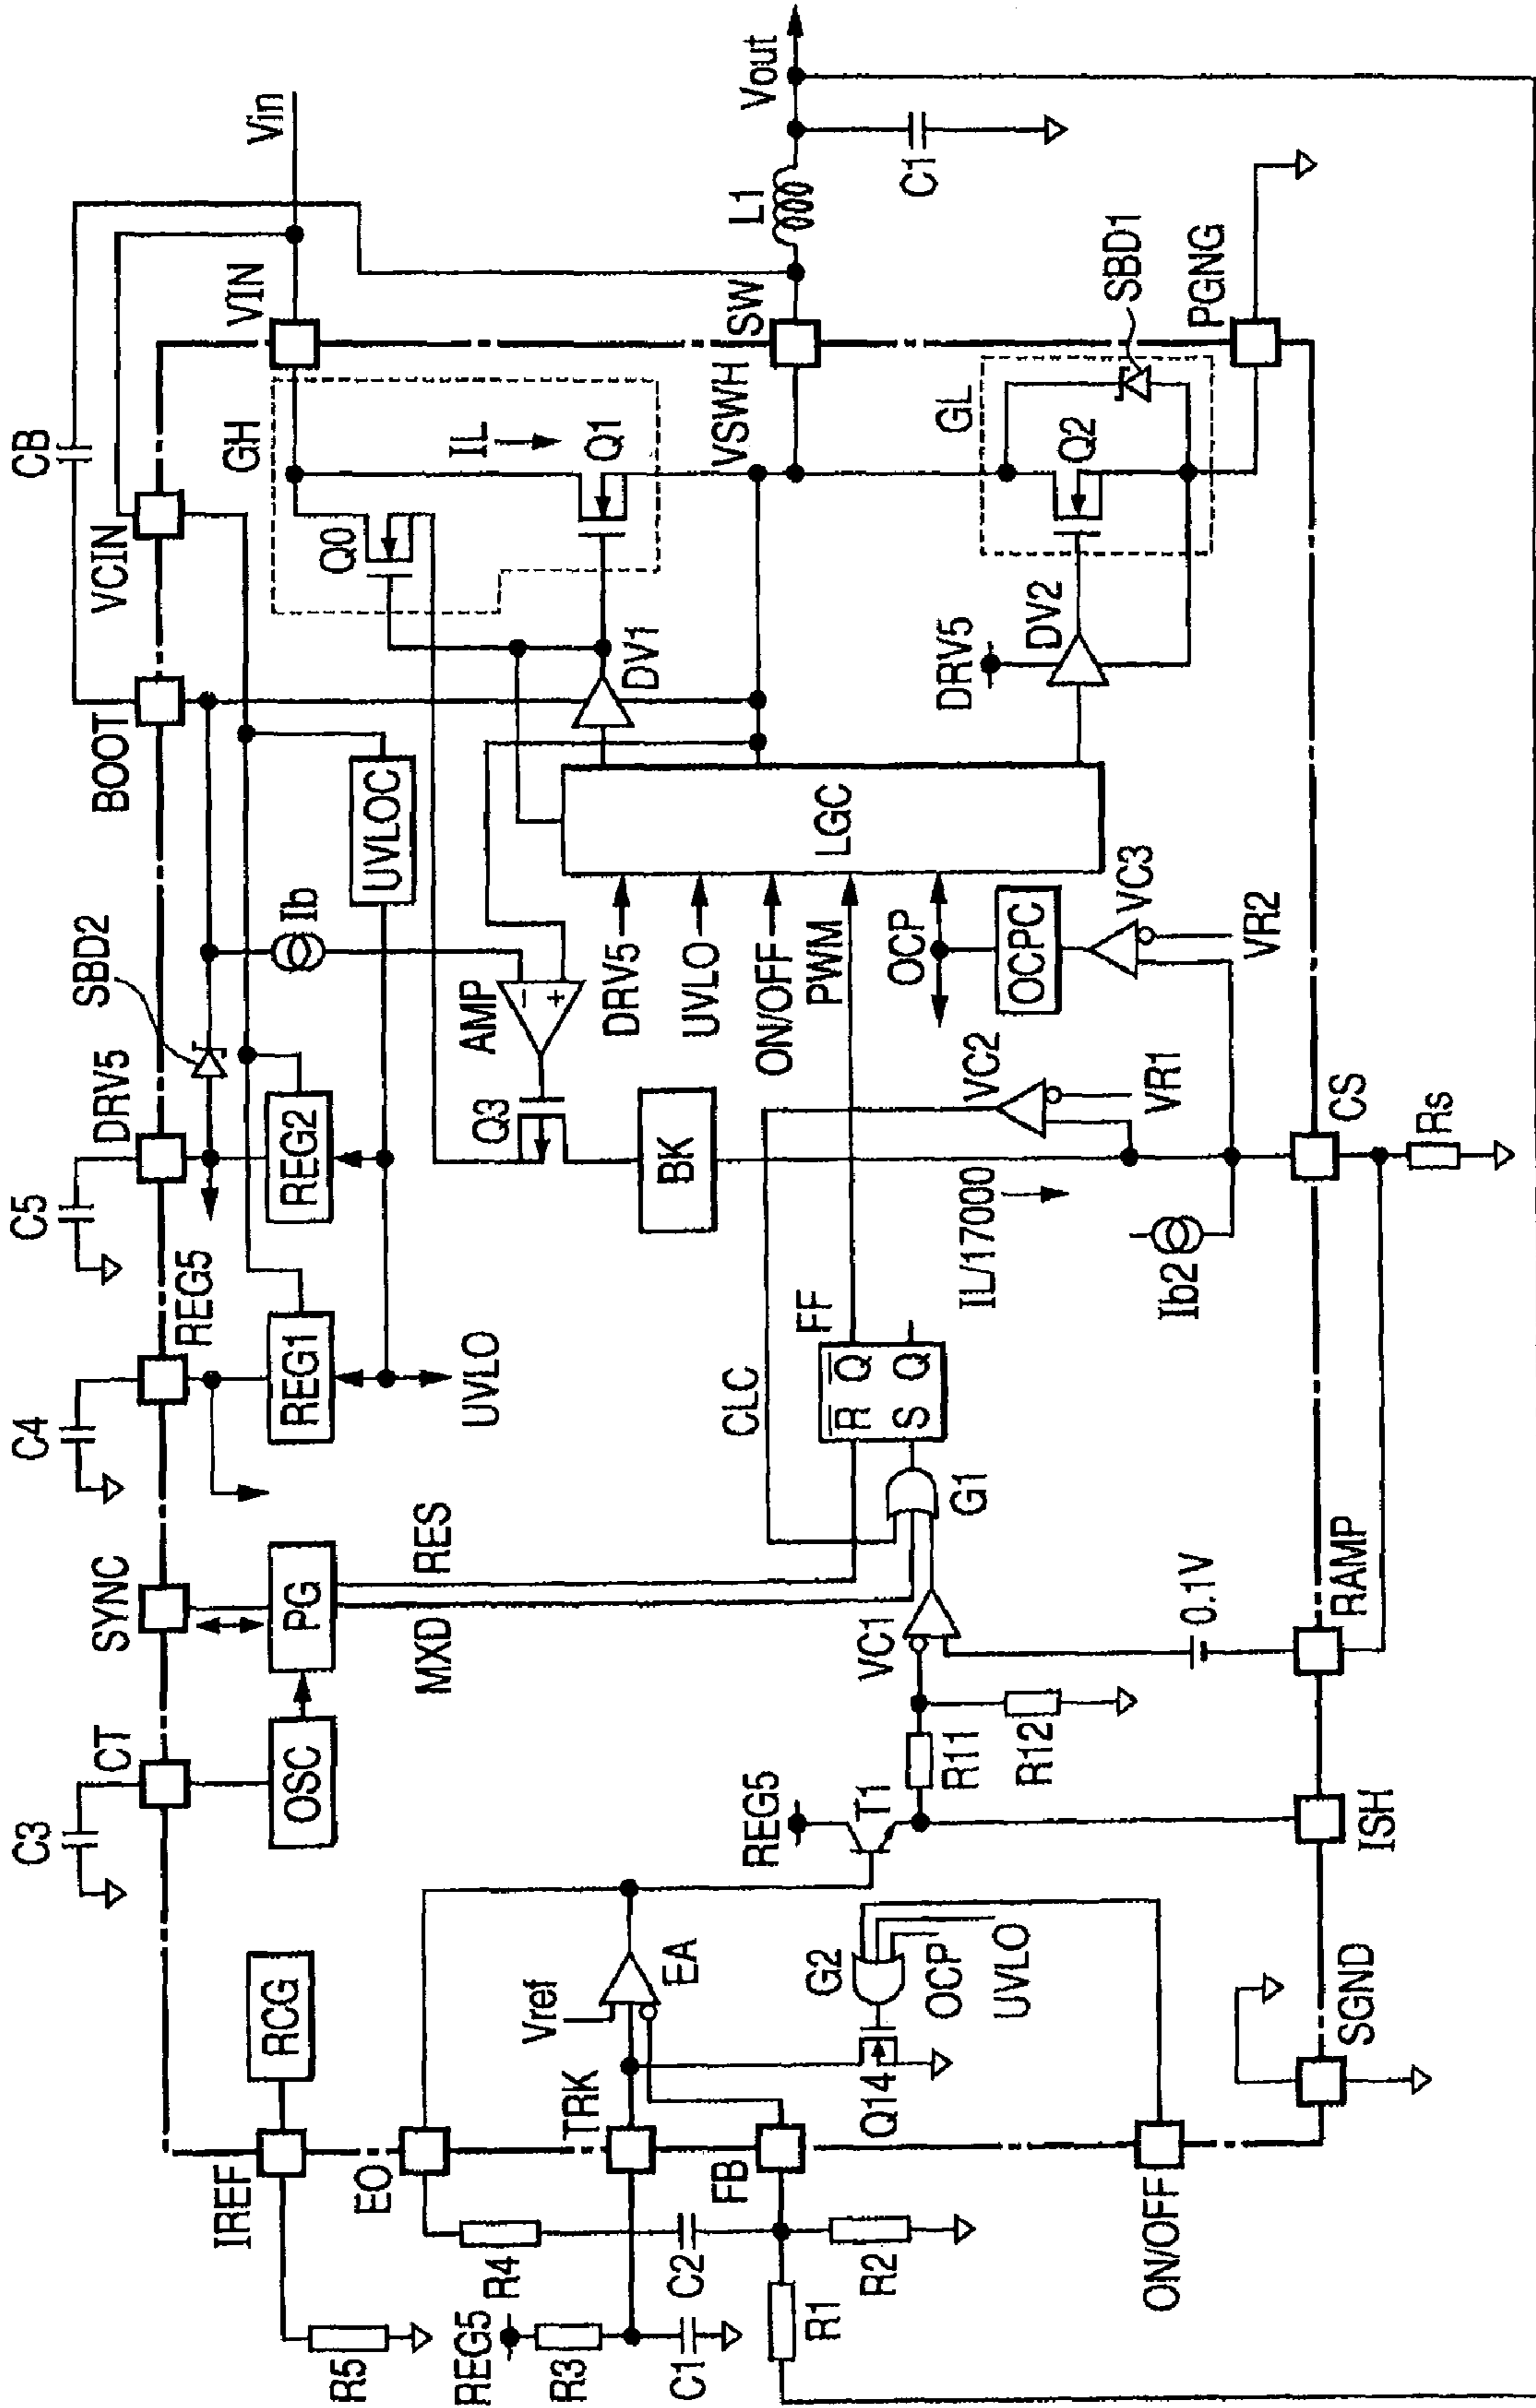 C3
C4
C5
CB
CT
SYNC
REG5
DRV5
SBD2
BOOT
VCIN
VIN
Vin
IREF
RCG
OSC
PG
REG1
REG2
UVLOC
GH
Ib
Q0
IL
Q1
EO
MXD
RES
UVLO
Q3
AMP
- +
DV1
VSWH
SW
L1
Vout
R5
REG5
R3
R4
C1
C2
TRK
Vref
EA
REG5
T1
BK
DRV5
UVLO
ON/OFF
PWM
OCP
LGC
C1
FB
R1
R2
Q14
G2
OCP
UVLO
R11
R12
VC1
G1
CLC
FF
R Q
S Q
VC2
VR1
OCPC
VC3
VR2
DRV5
DV2
GL
Q2
SBD1
PGNG
IL/17000
Ib2
0.1V
ON/OFF
SGND
ISH
RAMP
CS
Rs